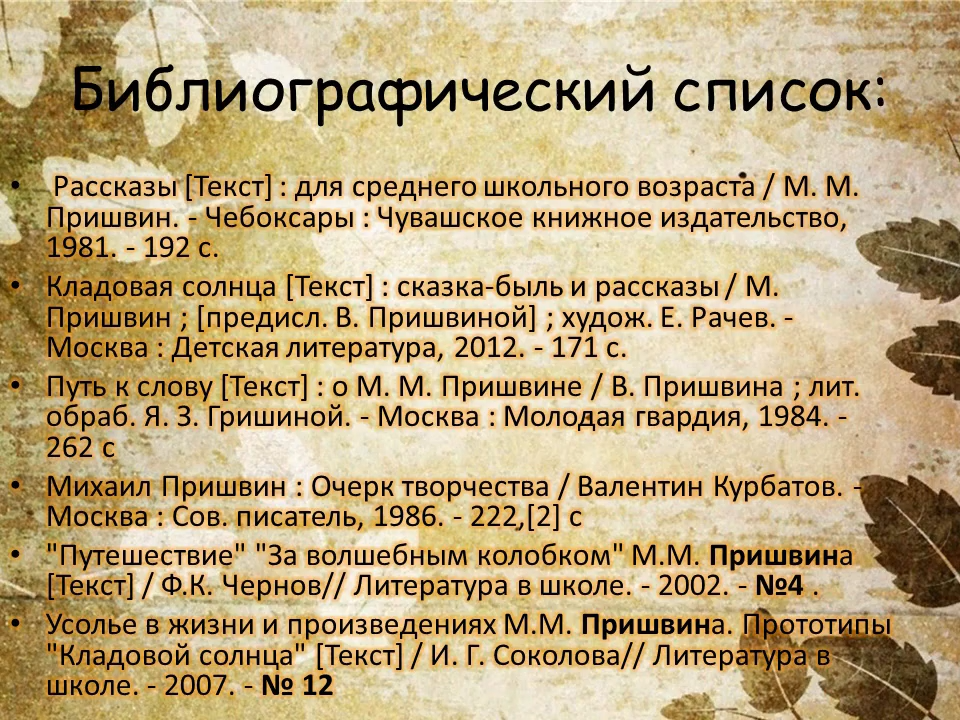 Библиографический список:
• Рассказы [Текст] : для среднего школьного возраста / М. М.
Пришвин. - Чебоксары : Чувашское книжное издательство,
1981. - 192 с.
• Кладовая солнца [Текст] : сказка-быль и рассказы / М.
Пришвин ; [предисл. В. Пришвиной] ; худож. Е. Рачев. -
Москва : Детская литература, 2012. - 171 с.
• Путь к слову [Текст] : о М. М. Пришвине / В. Пришвина ; лит.
обраб. Я. З. Гришиной. - Москва : Молодая гвардия, 1984. -
262 с
• Михаил Пришвин : Очерк творчества / Валентин Курбатов. -
Москва : Сов. писатель, 1986. - 222,[2] с
• "Путешествие" "За волшебным колобком" М.М. Пришвина
[Текст] / Ф.К. Чернов// Литература в школе. - 2002. - №4 .
• Усолье в жизни и произведениях М.М. Пришвина. Прототипы
"Кладовой солнца" [Текст] / И. Г. Соколова// Литература в
школе. - 2007. - № 12